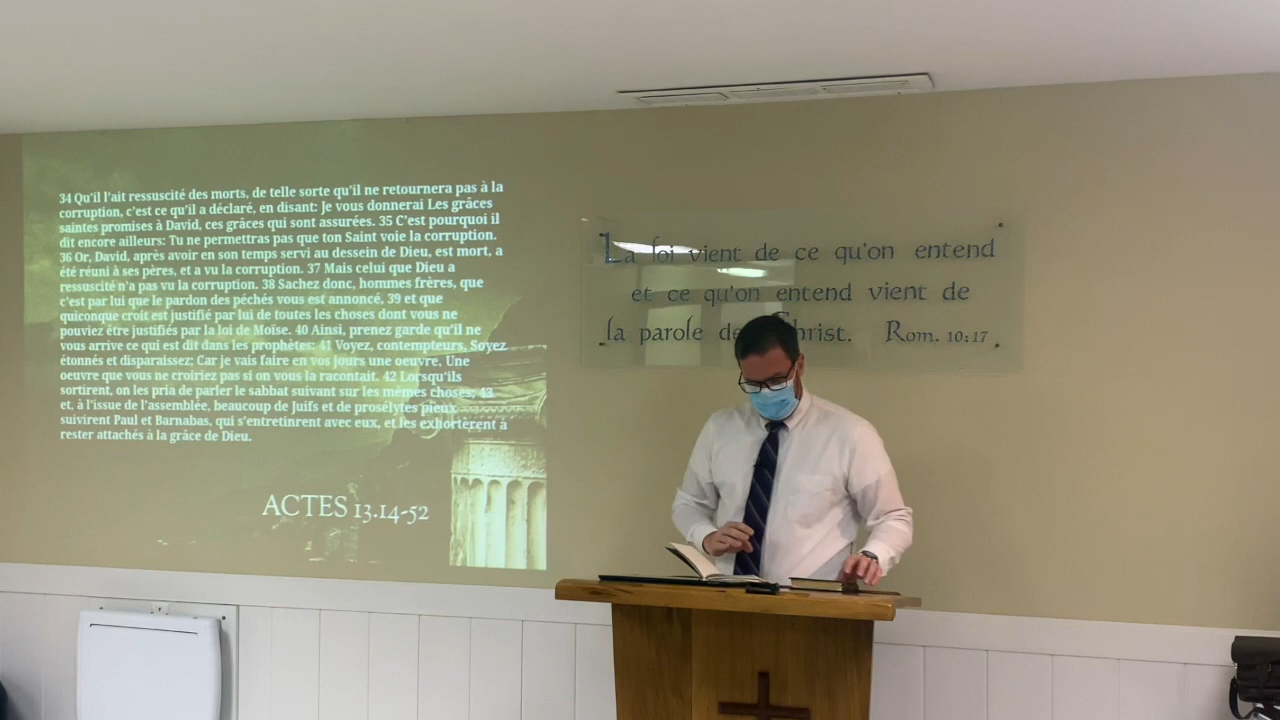 34 Qu'il l'ait ressuscité des morts, de telle sorte qu'il ne retournera pas à la
corruption, c'est ce qu'il a déclaré, en disant: Je vous donnerai Les grâces
saintes promises à David, ces grâces qui sont assurées. 35 C'est pourquoi il
dit encore ailleurs: Tu ne permettras pas que ton Saint voie la corruption.
36 Or, David, après avoir en son temps servi au dessein de Dieu, est mort, a
été réuni à ses pères, et a vu la corruption. 37 Mais celui que Dieu a
ressuscité n'a pas vu la corruption. 38 Sachez donc, hommes frères, que
c'est par lui que le pardon des péchés vous est annoncé, 39 et que
quiconque croit est justifié par lui de toutes les choses dont vous ne
pouviez être justifiés par la loi de Moïse. 40 Ainsi, prenez garde qu'il ne
vous arrive ce qui est dit dans les prophètes: 41 Voyez, contempteurs, Soyez
étonnés et disparaissez; Car je vais faire en vos jours une oeuvre, Une
oeuvre que vous ne croiriez pas si on vous la racontait. 42 Lorsqu'ils
sortirent, on les pria de parler le sabbat suivant sur les mêmes choses; 43
et, à l'issue de l'assemblée, beaucoup de Juifs et de prosélytes pieux
suivirent Paul et Barnabas, qui s'entretinrent avec eux, et les exhortèrent à
rester attachés à la grâce de Dieu.
ACTES 13.14-52
La foi vient de ce qu'on entend
et ce qu'on entend vient de
la parole de Christ. Rom. 10:17